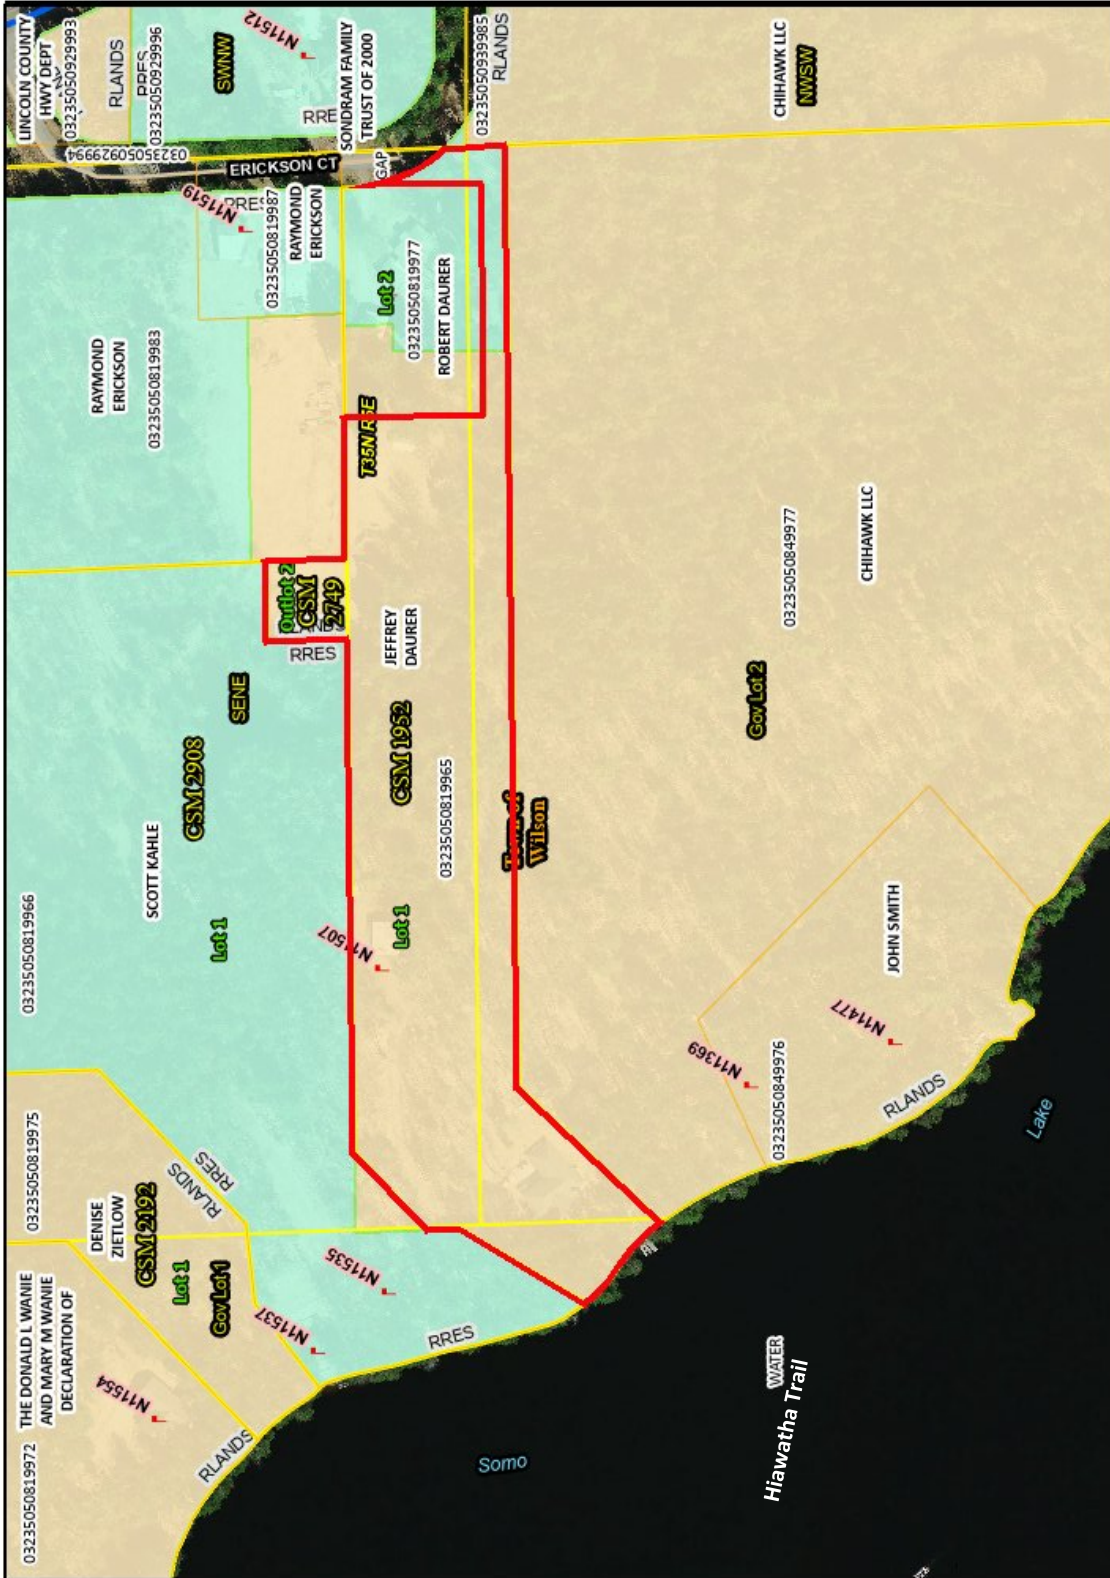 LINCOLN COUNTY
HWY DEPT
03235050929993
RLANDS
RRES
03235050929996
SWNW
N11512
RRE
SONDRAM FAMILY
TRUST OF 2000
03235050939985
RLANDS
CHIHAWK LLC
NWSW
03235050929994
ERICKSON CT
GAP
N11519
RRES
03235050819987
RAYMOND
ERICKSON
Lot 2
03235050819977
ROBERT DAURER
RAYMOND
ERICKSON
03235050819983
T35N R5E
Outlot 2
CSM
2749
RLANDS
RRES
JEFFREY
DAURER
CHIHAWK LLC
03235050849977
Gov Lot 2
SENE
CSM 2908
SCOTT KAHLE
Lot 1
03235050819966
CSM 1952
03235050819965
Lot 1
N11507
Town of
Wilson
JOHN SMITH
N11477
N11369
03235050849976
RLANDS
Lake
03235050819975
RRES
RLANDS
DENISE
ZIETLOW
CSM 2192
Lot 1
Gov Lot 1
N11535
N11537
RRES
THE DONALD L WANIE
AND MARY M WANIE
DECLARATION OF
N11554
03235050819972
RLANDS
Somo
WATER
Hiawatha Trail